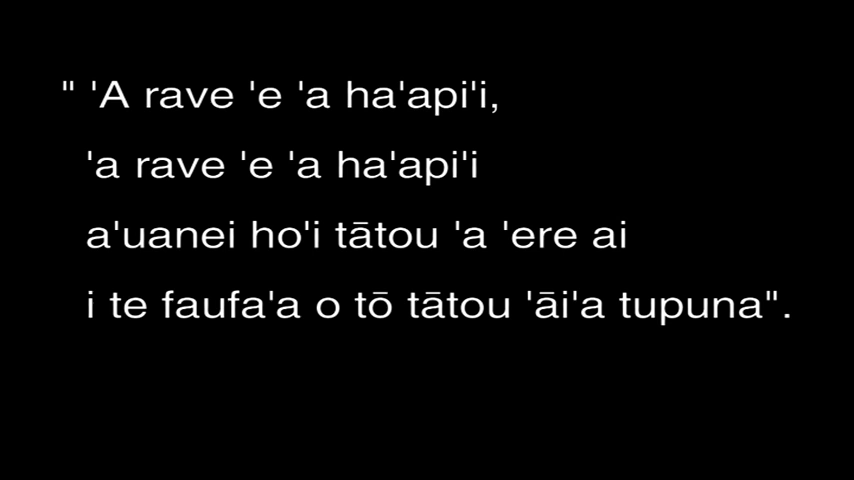 " 'A rave 'e 'a ha'api'i,
'a rave 'e 'a ha'api'i
a'uanei ho'i tātou 'a 'ere ai
i te faufa'a o tō tātou 'āi'a tupuna".